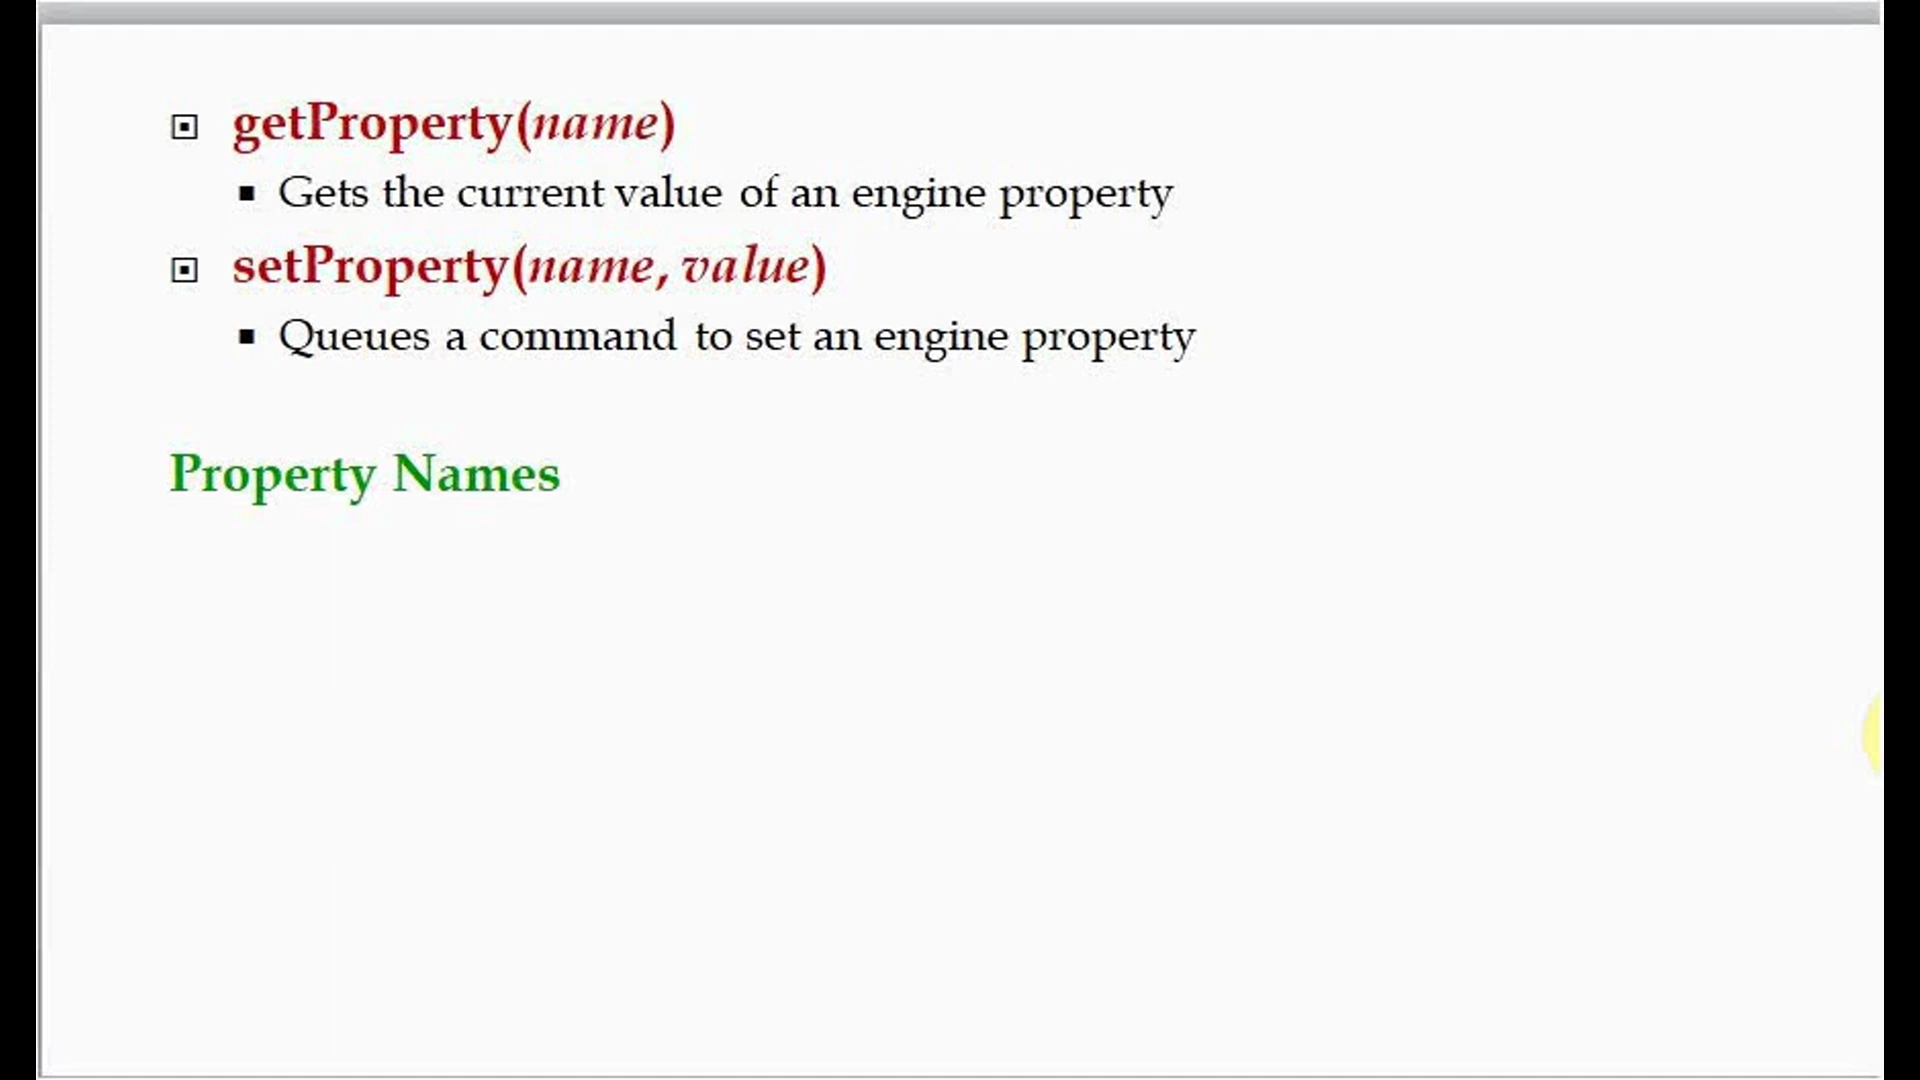 getProperty(name)
Gets the current value of an engine property
setProperty(name, value)
Queues a command to set an engine property
Property Names